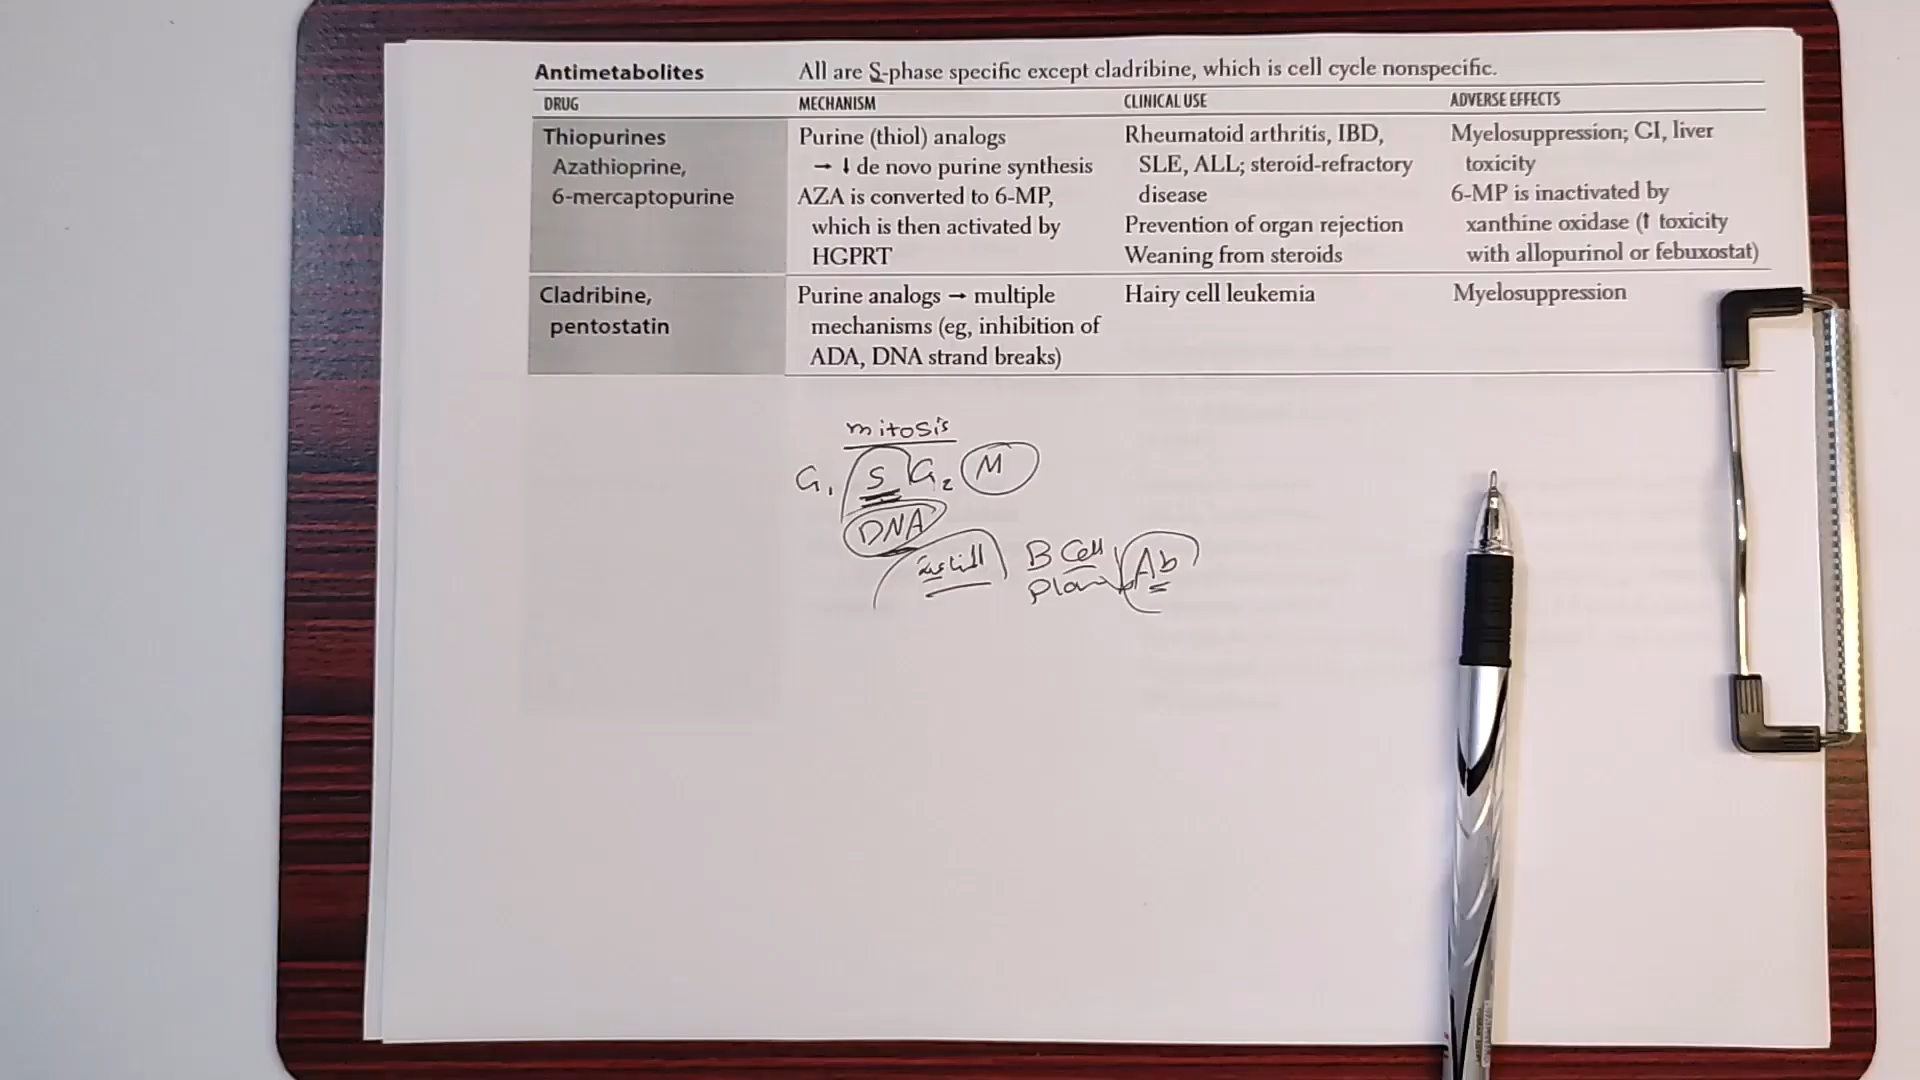 Antimetabolites All are S-phase specific except cladribine, which is cell cycle nonspecific.
DRUG MECHANISM CLINICAL USE ADVERSE EFFECTS
Thiopurines
Azathioprine,
6-mercaptopurine
Purine (thiol) analogs
→ ↓ de novo purine synthesis
AZA is converted to 6-MP,
which is then activated by
HGPRT
Rheumatoid arthritis, IBD,
SLE, ALL; steroid-refractory
disease
Prevention of organ rejection
Weaning from steroids
Myelosuppression; GI, liver
toxicity
6-MP is inactivated by
xanthine oxidase (↑ toxicity
with allopurinol or febuxostat)
Cladribine,
pentostatin
Purine analogs → multiple
mechanisms (eg, inhibition of
ADA, DNA strand breaks)
Hairy cell leukemia
Myelosuppression
mitosis
G1 S G2 M
DNA
B Cell Ab